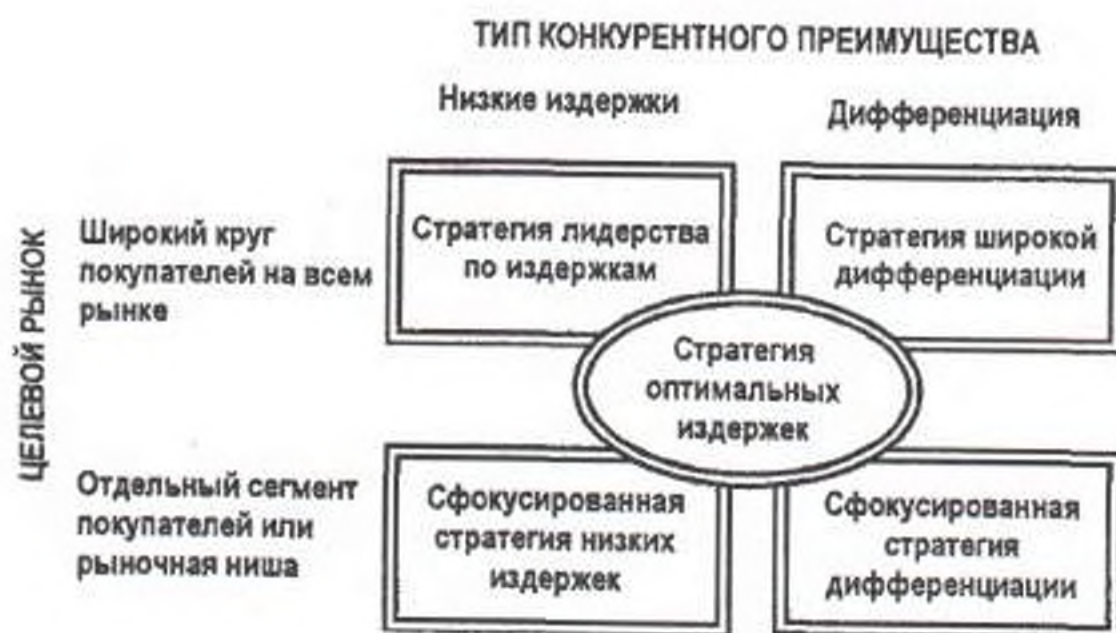 ТИП КОНКУРЕНТНОГО ПРЕИМУЩЕСТВА
Низкие издержки
Дифференциация
ЦЕЛЕВОЙ РЫНОК
Широкий круг
покупателей на всем
рынке
Стратегия лидерства
по издержкам
Стратегия широкой
дифференциации
Стратегия
оптимальных
издержек
Отдельный сегмент
покупателей или
рыночная ниша
Сфокусированная
стратегия низких
издержек
Сфокусированная
стратегия
дифференциации